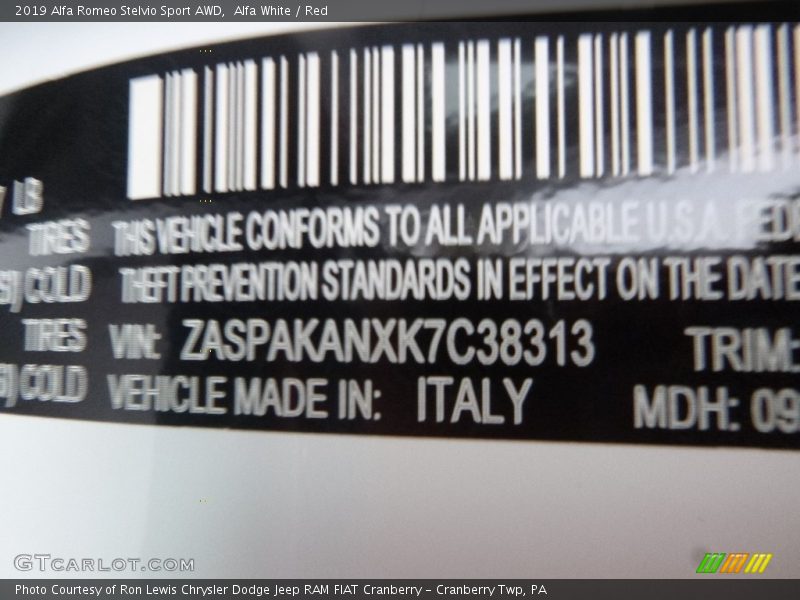 2019 Alfa Romeo Stelvio Sport AWD,  Alfa White / Red
LB
TIRES THIS VEHICLE CONFORMS TO ALL APPLICABLE U.S.A.
COLD THEFT PREVENTION STANDARDS IN EFFECT ON THE DATE
TIRES VIN: ZASPAKANXK7C38313 TRIM:
COLD VEHICLE MADE IN: ITALY MDH: 09
GTCARLOT.COM
Photo Courtesy of Ron Lewis Chrysler Dodge Jeep RAM FIAT Cranberry – Cranberry Twp, PA